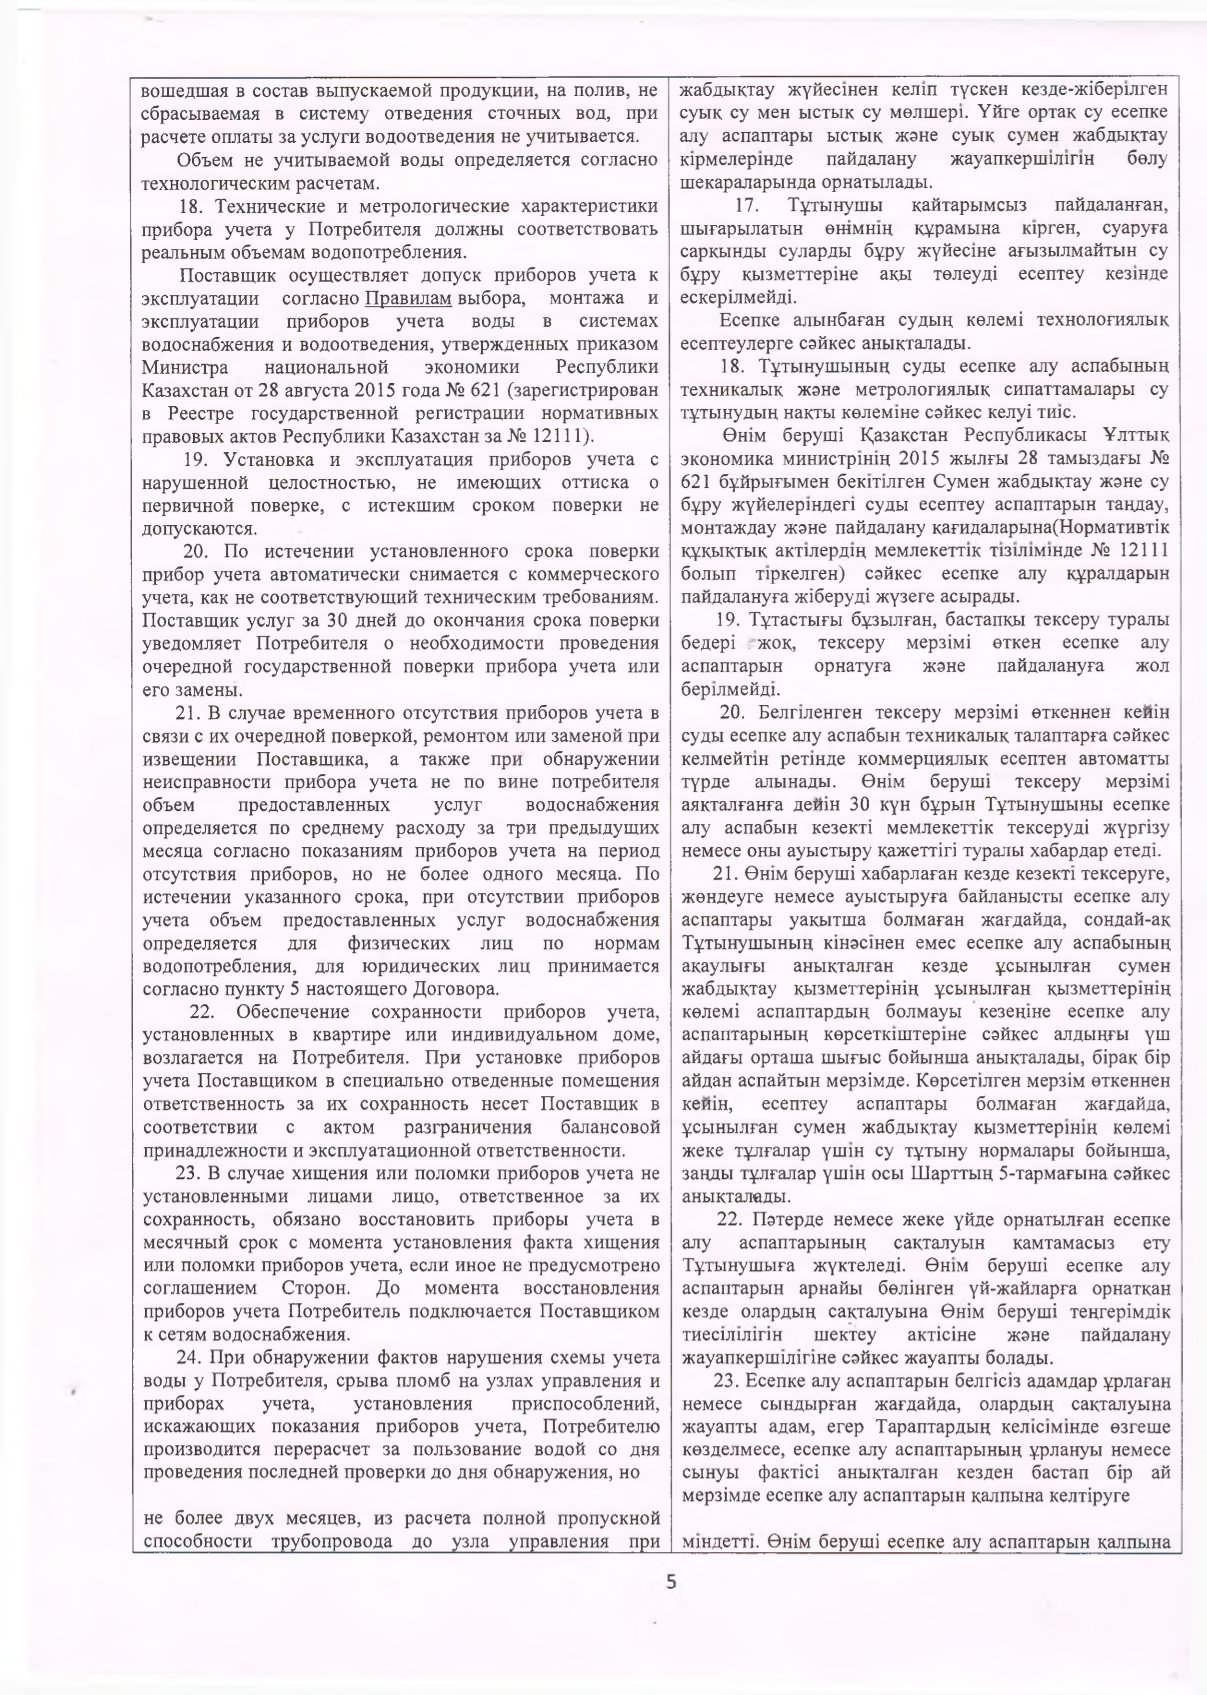 вошедшая в состав выпускаемой продукции, на полив, не
сбрасываемая в систему отведения сточных вод, при
расчете оплаты за услуги водоотведения не учитывается.
Объем не учитываемой воды определяется согласно
технологическим расчетам.
18. Технические и метрологические характеристики
прибора учета у Потребителя должны соответствовать
реальным объемам водопотребления.
Поставщик осуществляет допуск приборов учета к
эксплуатации согласно Правилам выбора, монтажа и
эксплуатации приборов учета воды в системах
водоснабжения и водоотведения, утвержденных приказом
Министра национальной экономики Республики
Казахстан от 28 августа 2015 года № 621 (зарегистрирован
в Реестре государственной регистрации нормативных
правовых актов Республики Казахстан за № 12111).
19. Установка и эксплуатация приборов учета с
нарушенной целостностью, не имеющих оттиска о
первичной поверке, с истекшим сроком поверки не
допускаются.
20. По истечении установленного срока поверки
прибор учета автоматически снимается с коммерческого
учета, как не соответствующий техническим требованиям.
Поставщик услуг за 30 дней до окончания срока поверки
уведомляет Потребителя о необходимости проведения
очередной государственной поверки прибора учета или
его замены.
21. В случае временного отсутствия приборов учета в
связи с их очередной поверкой, ремонтом или заменой при
извещении Поставщика, а также при обнаружении
неисправности прибора учета не по вине потребителя
объем предоставленных услуг водоснабжения
определяется по среднему расходу за три предыдущих
месяца согласно показаниям приборов учета на период
отсутствия приборов, но не более одного месяца. По
истечении указанного срока, при отсутствии приборов
учета объем предоставленных услуг водоснабжения
определяется для физических лиц по нормам
водопотребления, для юридических лиц принимается
согласно пункту 5 настоящего Договора.
22. Обеспечение сохранности приборов учета,
установленных в квартире или индивидуальном доме,
возлагается на Потребителя. При установке приборов
учета Поставщиком в специально отведенные помещения
ответственность за их сохранность несет Поставщик в
соответствии с актом разграничения балансовой
принадлежности и эксплуатационной ответственности.
23. В случае хищения или поломки приборов учета не
установленными лицами лицо, ответственное за их
сохранность, обязано восстановить приборы учета в
месячный срок с момента установления факта хищения
или поломки приборов учета, если иное не предусмотрено
соглашением Сторон. До момента восстановления
приборов учета Потребитель подключается Поставщиком
к сетям водоснабжения.
24. При обнаружении фактов нарушения схемы учета
воды у Потребителя, срыва пломб на узлах управления и
приборах учета, установления приспособлений,
искажающих показания приборов учета, Потребителю
производится перерасчет за пользование водой со дня
проведения последней проверки до дня обнаружения, но
не более двух месяцев, из расчета полной пропускной
способности трубопровода до узла управления при
жабдықтау жүйесінен келіп түскен кезде-жіберілген
суық су мен ыстық су мөлшері. Үйге ортақ су есепке
алу аспаптары ыстық және суық сумен жабдықтау
кірмелерінде пайдалану жауапкершілігін бөлу
шекараларында орнатылады.
17. Тұтынушы қайтарымсыз пайдаланған,
шығарылатын өнімнің құрамына кірген, суаруға
сарқынды суларды бұру жүйесіне ағызылмайтын су
бұру қызметтеріне ақы төлеуді есептеу кезінде
ескерілмейді.
Есепке алынбаған судың көлемі технологиялық
есептеулерге сәйкес анықталады.
18. Тұтынушының суды есепке алу аспабының
техникалық және метрологиялық сипаттамалары су
тұтынудың нақты көлеміне сәйкес келуі тиіс.
Өнім беруші Қазақстан Республикасы Ұлттық
экономика министрінің 2015 жылғы 28 тамыздағы №
621 бұйрығымен бекітілген Сумен жабдықтау және су
бұру жүйелеріндегі суды есептеу аспаптарын таңдау,
монтаждау және пайдалану қағидаларына(Нормативтік
құқықтық актілердің мемлекеттік тізілімінде № 12111
болып тіркелген) сәйкес есепке алу құралдарын
пайдалануға жіберуді жүзеге асырады.
19. Тұтастығы бұзылған, бастапқы тексеру туралы
бедері жоқ, тексеру мерзімі өткен есепке алу
аспаптарын орнатуға және пайдалануға жол
берілмейді.
20. Белгіленген тексеру мерзімі өткеннен кейін
суды есепке алу аспабын техникалық талаптарға сәйкес
келмейтін ретінде коммерциялық есептен автоматты
түрде алынады. Өнім беруші тексеру мерзімі
аяқталғанға дейін 30 күн бұрын Тұтынушыны есепке
алу аспабын кезекті мемлекеттік тексеруді жүргізу
немесе оны ауыстыру қажеттігі туралы хабардар етеді.
21. Өнім беруші хабарлаған кезде кезекті тексеруге,
жөндеуге немесе ауыстыруға байланысты есепке алу
аспаптары уақытша болмаған жағдайда, сондай-ақ
Тұтынушының кінәсінен емес есепке алу аспабының
ақаулығы анықталған кезде ұсынылған сумен
жабдықтау қызметтерінің ұсынылған қызметтерінің
көлемі аспаптардың болмауы кезеңіне есепке алу
аспаптарының көрсеткіштеріне сәйкес алдыңғы үш
айдағы орташа шығыс бойынша анықталады, бірақ бір
айдан аспайтын мерзімде. Көрсетілген мерзім өткеннен
кейін, есептеу аспаптары болмаған жағдайда,
ұсынылған сумен жабдықтау қызметтерінің көлемі
жеке тұлғалар үшін су тұтыну нормалары бойынша,
заңды тұлғалар үшін осы Шарттың 5-тармағына сәйкес
анықталады.
22. Пәтерде немесе жеке үйде орнатылған есепке
алу аспаптарының сақталуын қамтамасыз ету
Тұтынушыға жүктеледі. Өнім беруші есепке алу
аспаптарын арнайы бөлінген үй-жайларға орнатқан
кезде олардың сақталуына Өнім беруші теңгерімдік
тиесілілігін шектеу актісіне және пайдалану
жауапкершілігіне сәйкес жауапты болады.
23. Есепке алу аспаптарын белгісіз адамдар ұрлаған
немесе сындырған жағдайда, олардың сақталуына
жауапты адам, егер Тараптардың келісімінде өзгеше
көзделмесе, есепке алу аспаптарының ұрлануы немесе
сынуы фактісі анықталған кезден бастап бір ай
мерзімде есепке алу аспаптарын қалпына келтіруге
міндетті. Өнім беруші есепке алу аспаптарын қалпына
5